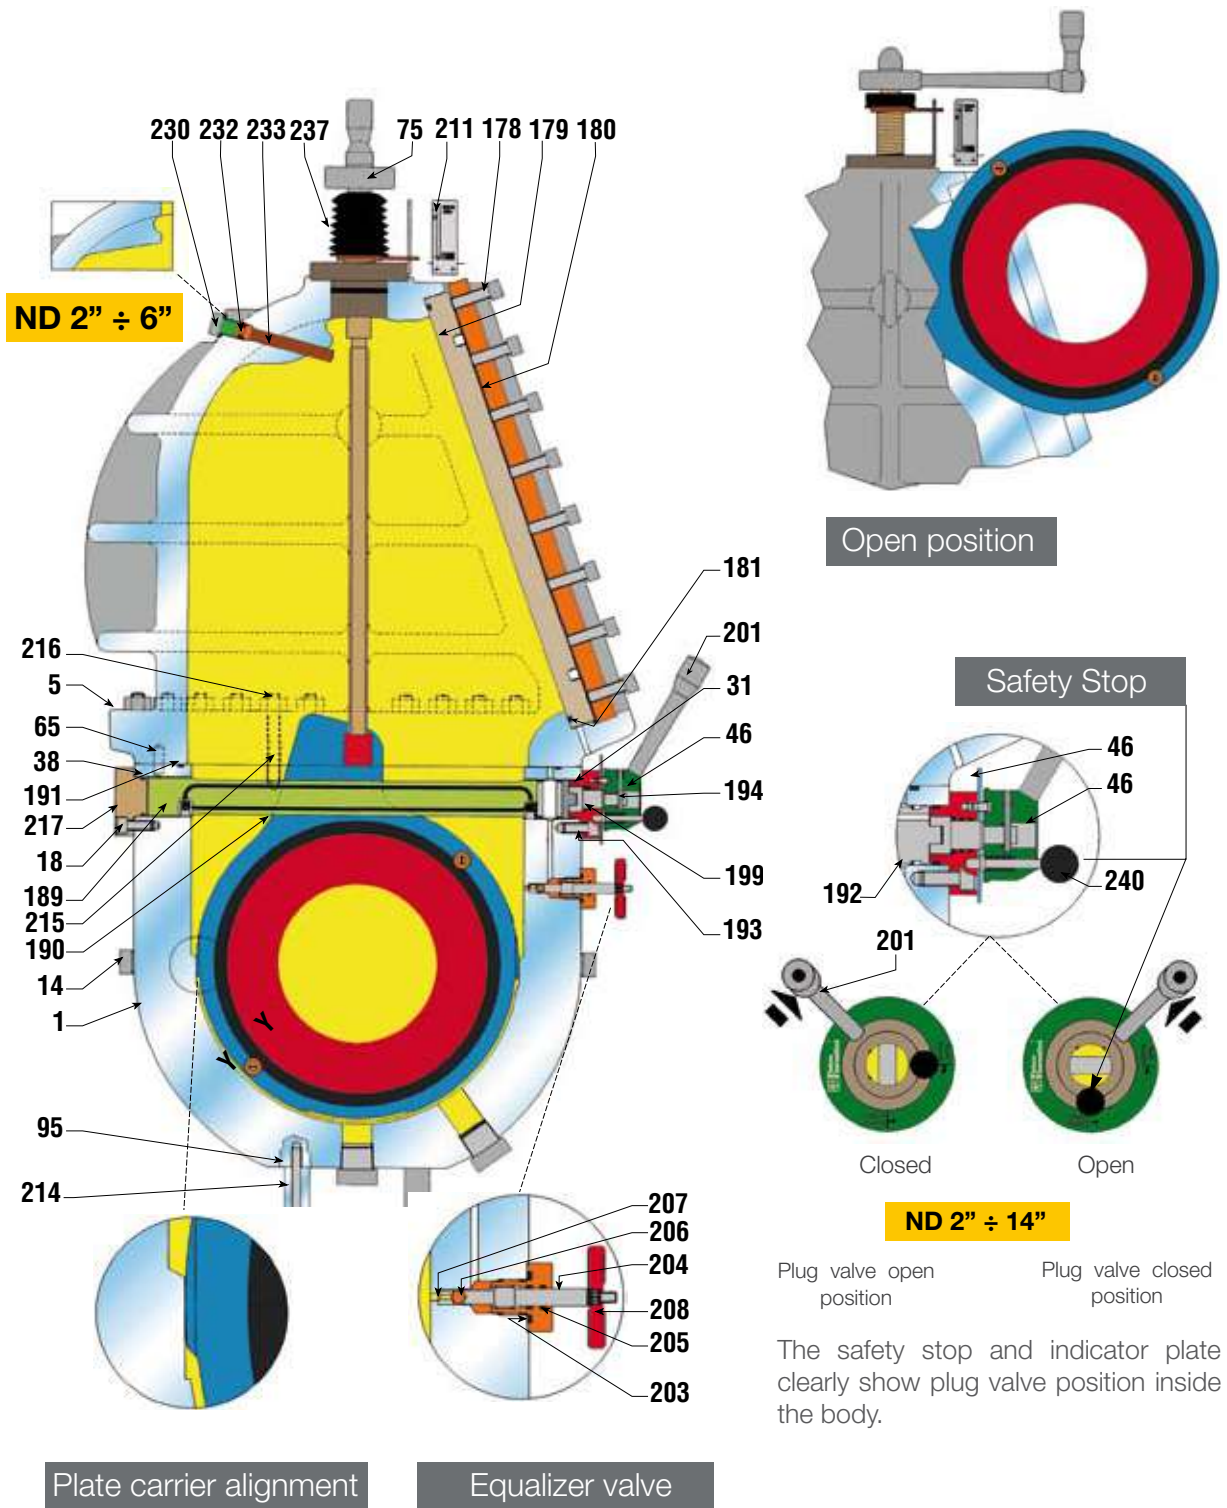 230 232 233 237 75 211 178 179 180
ND 2” ÷ 6”
Open position
181
201
31
46
194
199
193
216
5
65
38
191
217
18
189
215
190
14
1
95
214
Y
Y
Safety Stop
46
46
192
240
201
Closed
Open
ND 2” ÷ 14”
Plug valve open
position
Plug valve closed
position
The safety stop and indicator plate
clearly show plug valve position inside
the body.
207
206
204
208
205
203
Plate carrier alignment
Equalizer valve